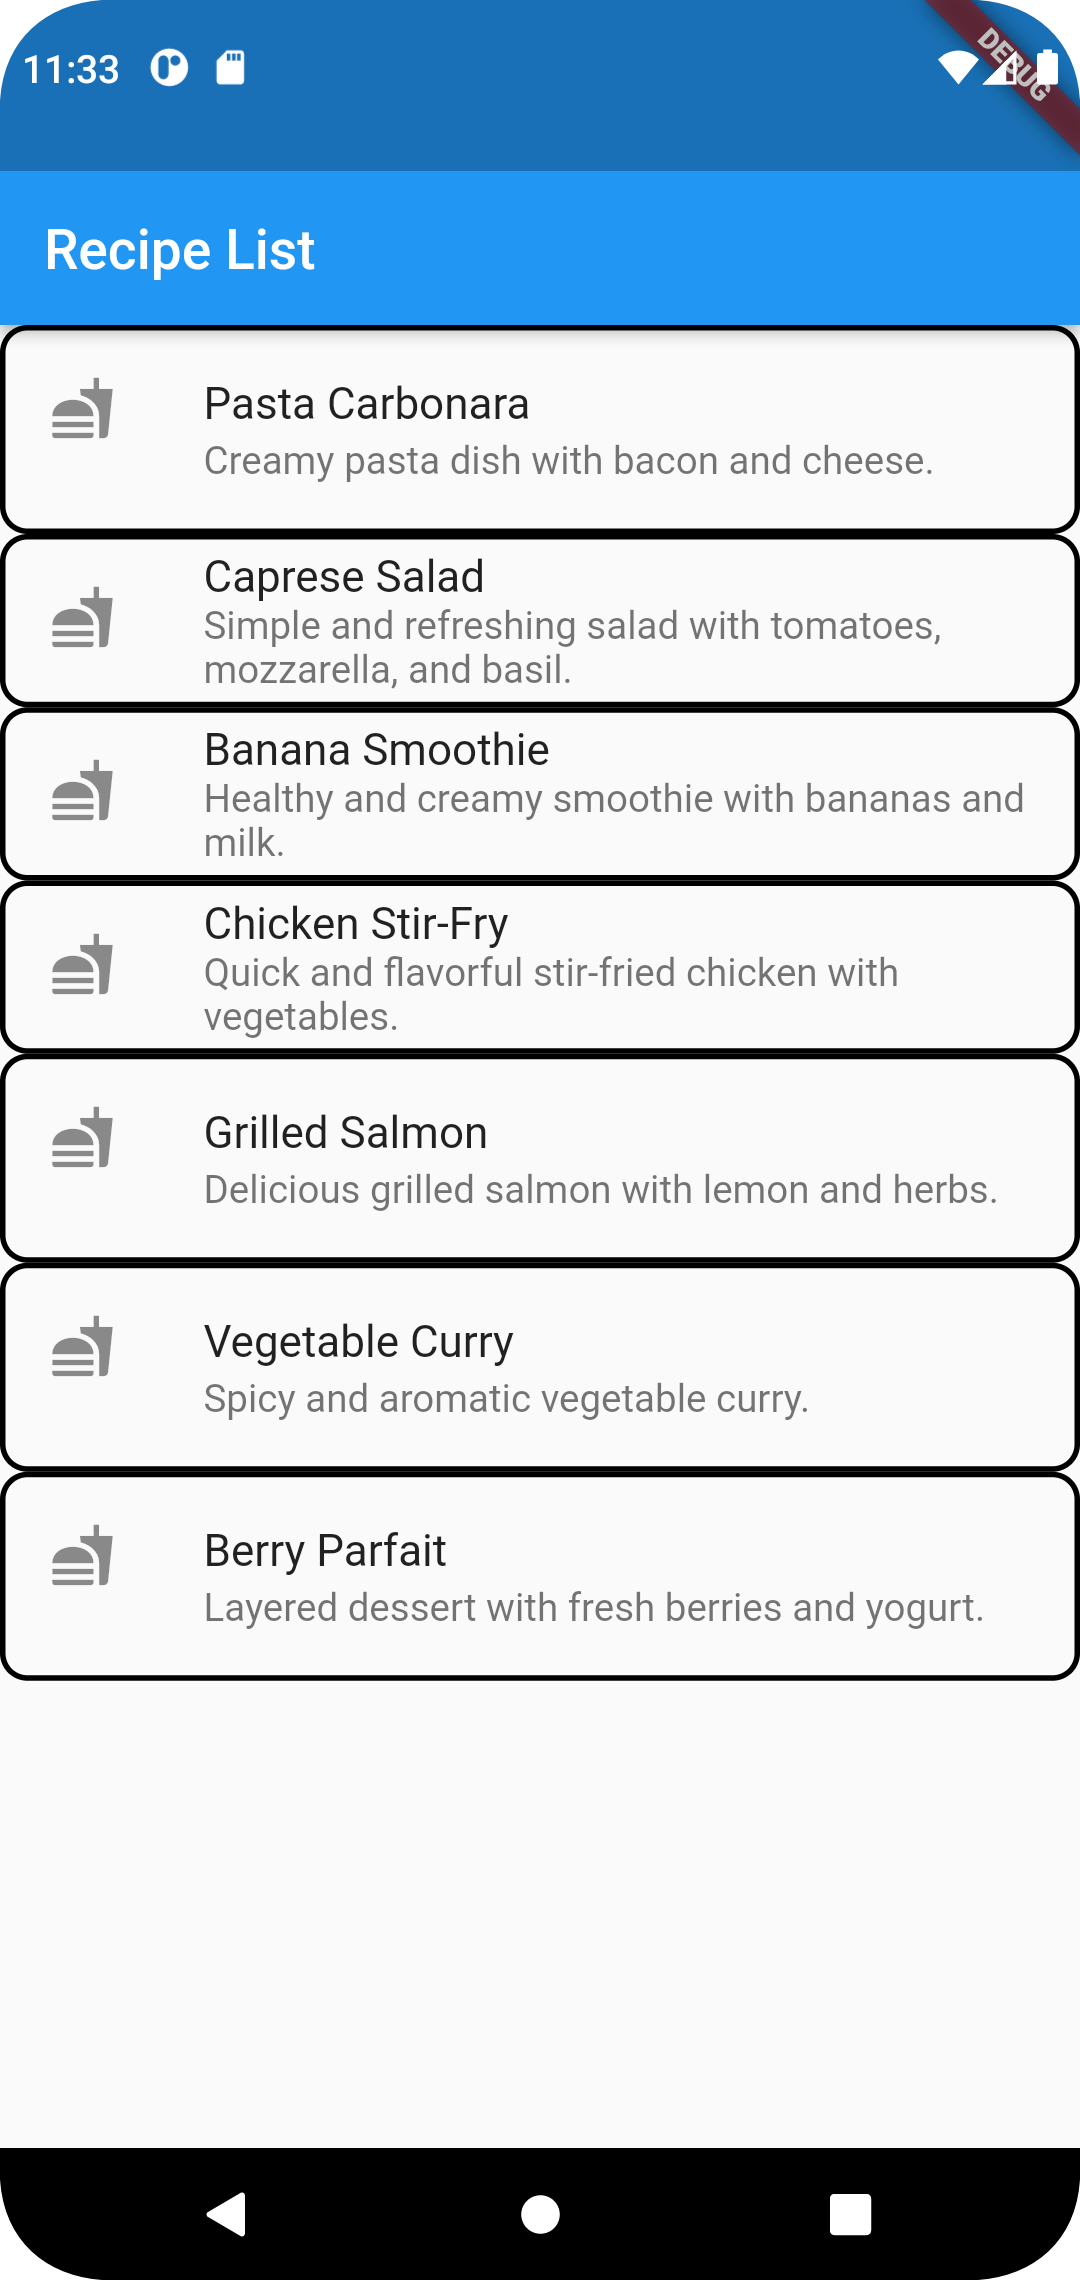 11:33
DEBUG
Recipe List
Pasta Carbonara
Creamy pasta dish with bacon and cheese.
Caprese Salad
Simple and refreshing salad with tomatoes,
mozzarella, and basil.
Banana Smoothie
Healthy and creamy smoothie with bananas and
milk.
Chicken Stir-Fry
Quick and flavorful stir-fried chicken with
vegetables.
Grilled Salmon
Delicious grilled salmon with lemon and herbs.
Vegetable Curry
Spicy and aromatic vegetable curry.
Berry Parfait
Layered dessert with fresh berries and yogurt.